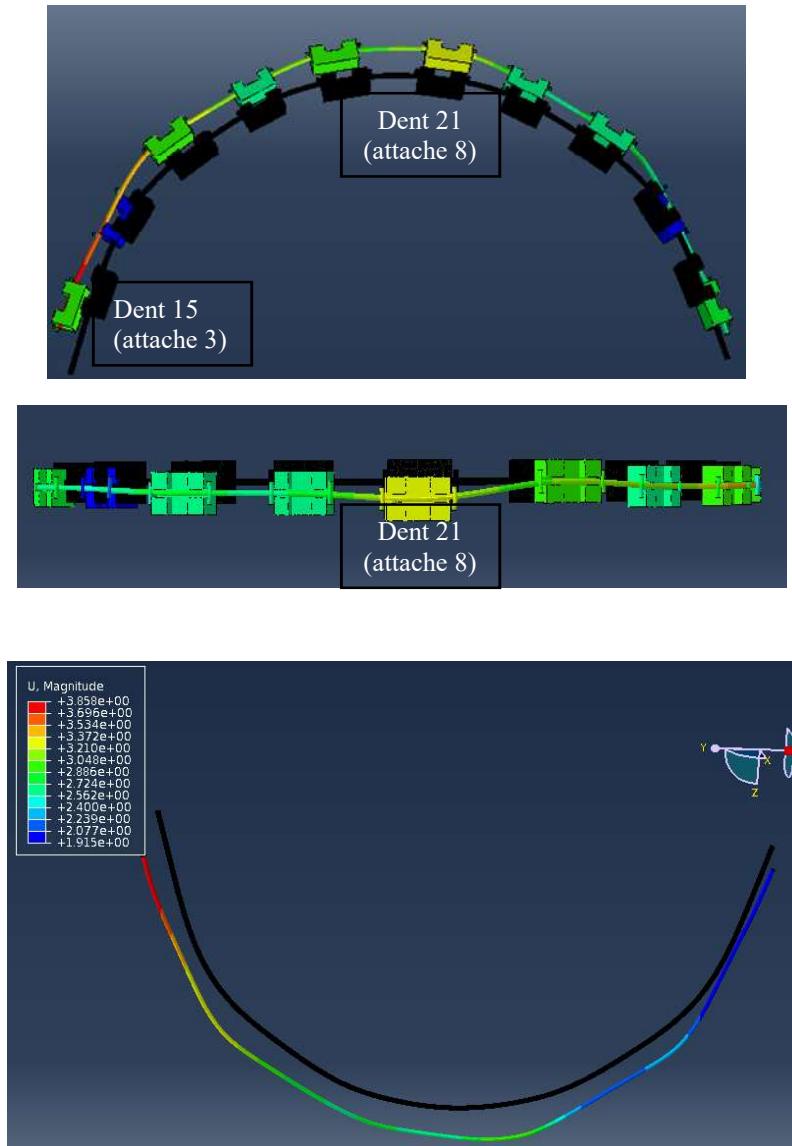 Dent 21
(attache 8)
Dent 15
(attache 3)
Dent 21
(attache 8)
U, Magnitude
+3.858e+00
+3.696e+00
+3.534e+00
+3.372e+00
+3.210e+00
+3.048e+00
+2.886e+00
+2.724e+00
+2.562e+00
+2.400e+00
+2.239e+00
+2.077e+00
+1.915e+00
Y
X
Z